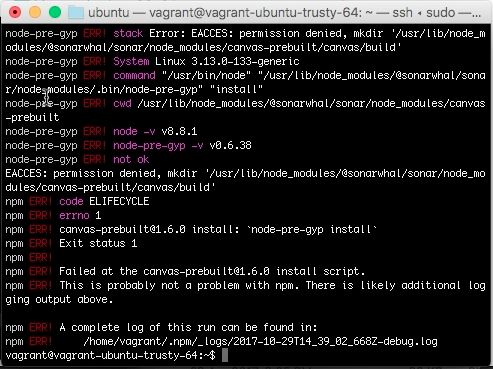 ubuntu — vagrant@vagrant-ubuntu-trusty-64: ~ — ssh ‹ sudo —...
node-pre-gyp ERR! stack Error: EACCES: permission denied, mkdir '/usr/lib/node_m
odules/@sonarwhal/sonar/node_modules/canvas-prebuilt/canvas/build'
node-pre-gyp ERR! System Linux 3.13.0-133-generic
node-pre-gyp ERR! command "/usr/bin/node" "/usr/lib/node_modules/@sonarwhal/sona
r/node_modules/.bin/node-pre-gyp" "install"
node-pre-gyp ERR! cwd /usr/lib/node_modules/@sonarwhal/sonar/node_modules/canvas
-prebuilt
node-pre-gyp ERR! node -v v8.8.1
node-pre-gyp ERR! node-pre-gyp -v v0.6.38
node-pre-gyp ERR! not ok
EACCES: permission denied, mkdir '/usr/lib/node_modules/@sonarwhal/sonar/node_mo
dules/canvas-prebuilt/canvas/build'
npm ERR! code ELIFECYCLE
npm ERR! errno 1
npm ERR! canvas-prebuilt@1.6.0 install: `node-pre-gyp install`
npm ERR! Exit status 1
npm ERR!
npm ERR! Failed at the canvas-prebuilt@1.6.0 install script.
npm ERR! This is probably not a problem with npm. There is likely additional log
ging output above.
npm ERR! A complete log of this run can be found in:
npm ERR!     /home/vagrant/.npm/_logs/2017-10-29T14_39_02_668Z-debug.log
vagrant@vagrant-ubuntu-trusty-64:~$